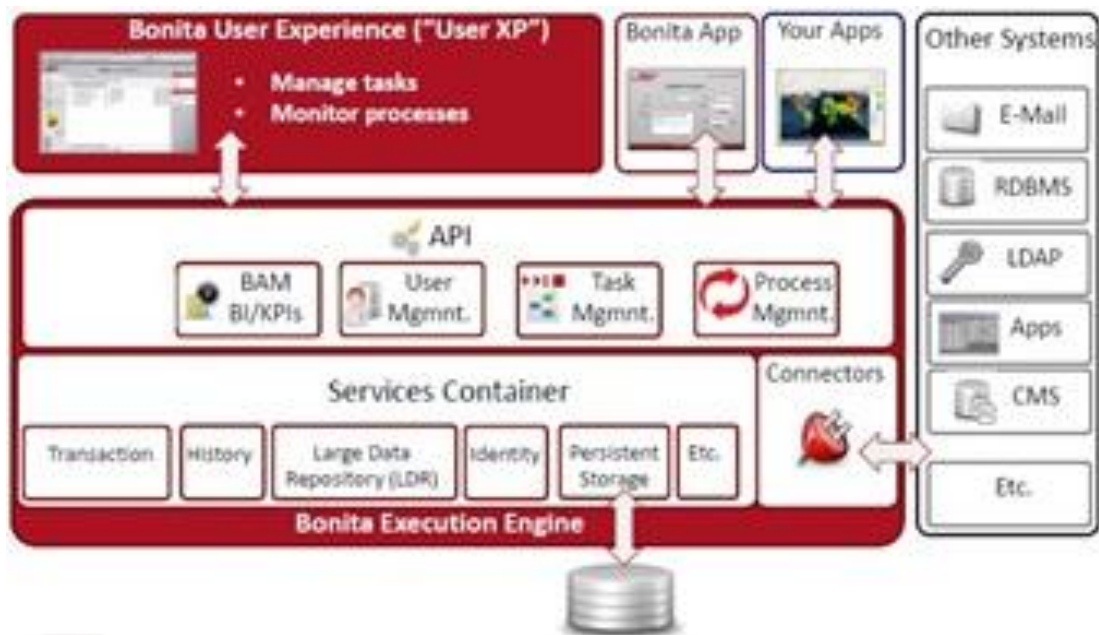 Bonita User Experience ("User XP")
• Manage tasks
• Monitor processes
Bonita App
Your Apps
Other Systems
E-Mail
RDBMS
LDAP
Apps
CMS
Etc.
API
BAM
BI/KPIs
User
Mgmnt.
Task
Mgmnt.
Process
Mgmnt.
Services Container
Transaction
History
Large Data
Repository (LDR)
Identity
Persistent
Storage
Etc.
Connectors
Bonita Execution Engine